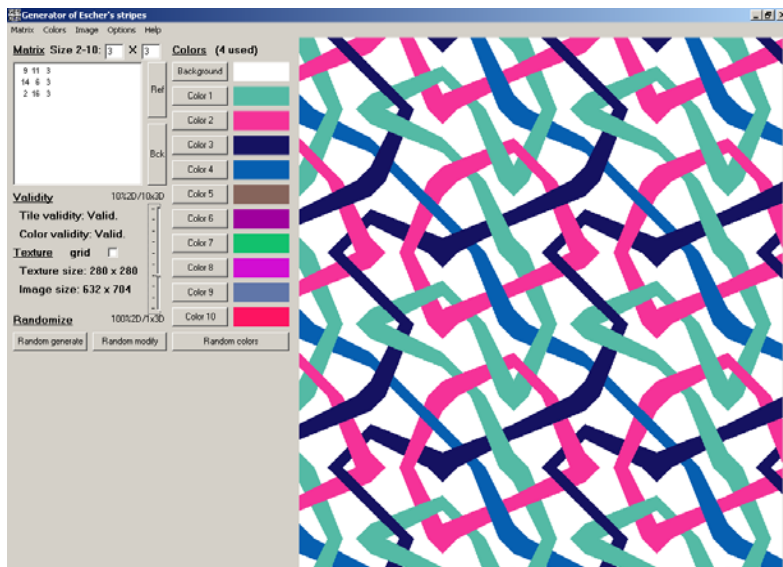 Generator of Escher's stripes
Matrix Colors Image Options Help
Matrix Size 2-10: 3 X 3 Colors (4 used)
9 11 3
14 6 3
2 16 3
Ref
Bck
Background
Color 1
Color 2
Color 3
Color 4
Color 5
Color 6
Color 7
Color 8
Color 9
Color 10
Validity 10%2D/10x3D
Tile validity: Valid.
Color validity: Valid.
Texture grid
Texture size: 280 x 280
Image size: 632 x 704
Randomize 100%2D/1x3D
Random generate Random modify Random colors